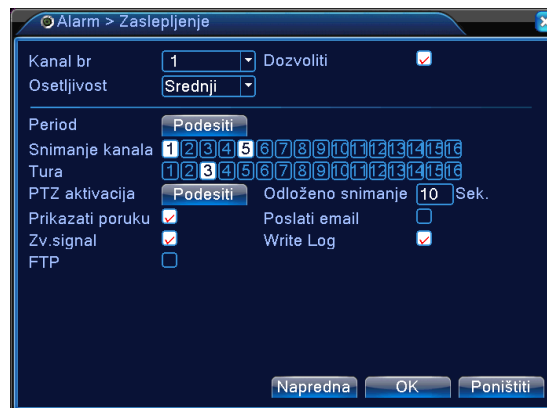 Alarm > Zaslepljenje
Kanal br 1 Dozvoliti
Osetljivost Srednji
Period Podesiti
Snimanje kanala 1 2 3 4 5 6 7 8 9 10 11 12 13 14 15 16
Tura 1 2 3 4 5 6 7 8 9 10 11 12 13 14 15 16
PTZ aktivacija Podesiti Odloženo snimanje 10 Sek.
Prikazati poruku Poslati email
Zv.signal Write Log
FTP
Napredna OK Poništiti